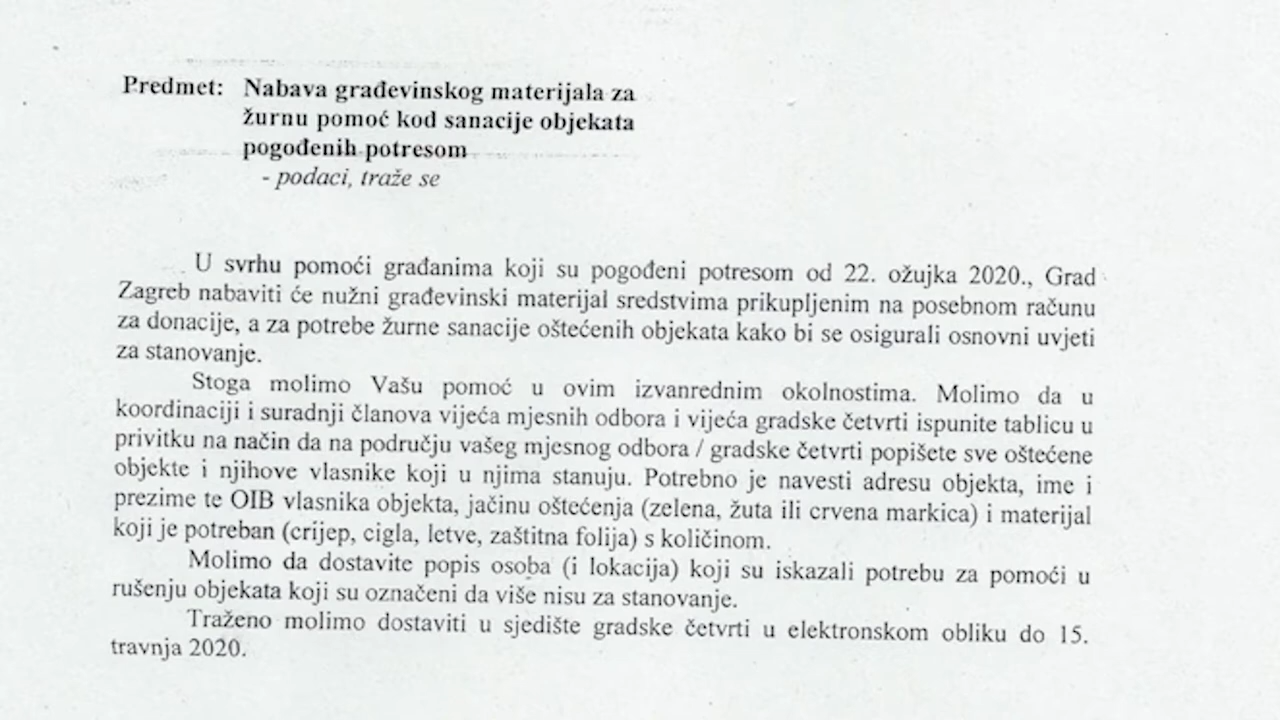 Predmet: Nabava građevinskog materijala za
žurnu pomoć kod sanacije objekata
pogođenih potresom
- podaci, traže se
U svrhu pomoći građanima koji su pogođeni potresom od 22. ožujka 2020., Grad
Zagreb nabaviti će nužni građevinski materijal sredstvima prikupljenim na posebnom računu
za donacije, a za potrebe žurne sanacije oštećenih objekata kako bi se osigurali osnovni uvjeti
za stanovanje.
Stoga molimo Vašu pomoć u ovim izvanrednim okolnostima. Molimo da u
koordinaciji i suradnji članova vijeća mjesnih odbora i vijeća gradske četvrti ispunite tablicu u
privitku na način da na području vašeg mjesnog odbora / gradske četvrti popišete sve oštećene
objekte i njihove vlasnike koji u njima stanuju. Potrebno je navesti adresu objekta, ime i
prezime te OIB vlasnika objekta, jačinu oštećenja (zelena, žuta ili crvena markica) i materijal
koji je potreban (crijep, cigla, letve, zaštitna folija) s količinom.
Molimo da dostavite popis osoba (i lokacija) koji su iskazali potrebu za pomoći u
rušenju objekata koji su označeni da više nisu za stanovanje.
Traženo molimo dostaviti u sjedište gradske četvrti u elektronskom obliku do 15.
travnja 2020.